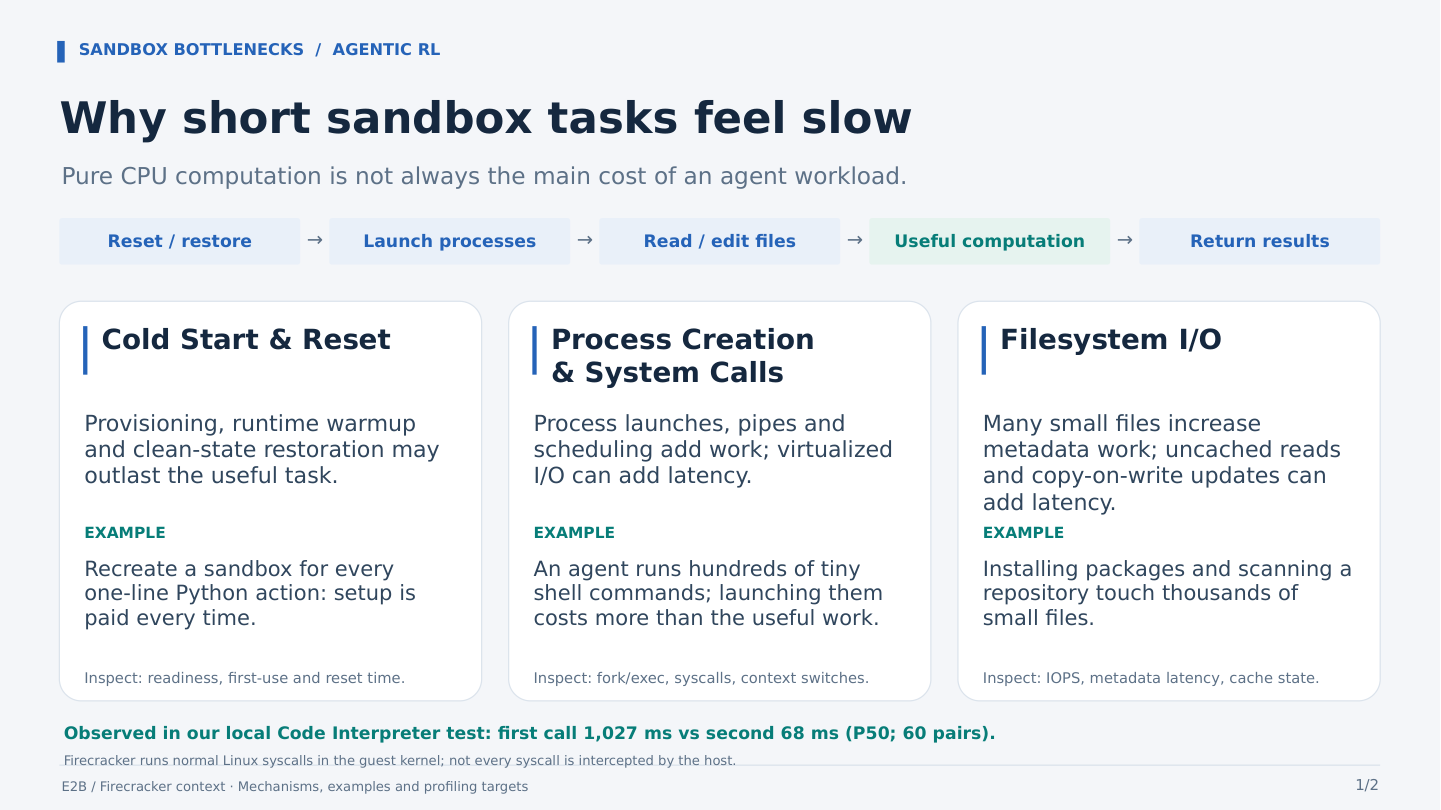 SANDBOX BOTTLENECKS / AGENTIC RL
Why short sandbox tasks feel slow
Pure CPU computation is not always the main cost of an agent workload.
Reset / restore → Launch processes → Read / edit files → Useful computation → Return results
Cold Start & Reset
Provisioning, runtime warmup
and clean-state restoration may
outlast the useful task.
EXAMPLE
Recreate a sandbox for every
one-line Python action: setup is
paid every time.
Inspect: readiness, first-use and reset time.
Process Creation
& System Calls
Process launches, pipes and
scheduling add work; virtualized
I/O can add latency.
EXAMPLE
An agent runs hundreds of tiny
shell commands; launching them
costs more than the useful work.
Inspect: fork/exec, syscalls, context switches.
Filesystem I/O
Many small files increase
metadata work; uncached reads
and copy-on-write updates can
add latency.
EXAMPLE
Installing packages and scanning a
repository touch thousands of
small files.
Inspect: IOPS, metadata latency, cache state.
Observed in our local Code Interpreter test: first call 1,027 ms vs second 68 ms (P50; 60 pairs).
Firecracker runs normal Linux syscalls in the guest kernel; not every syscall is intercepted by the host.
E2B / Firecracker context · Mechanisms, examples and profiling targets
1/2